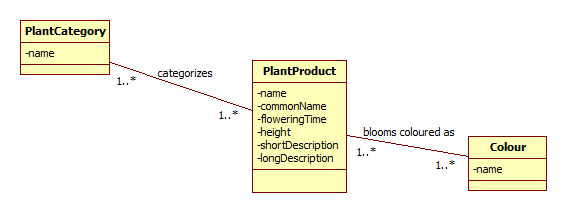 PlantCategory
-name
categorizes
1..*
1..*
PlantProduct
-name
-commonName
-floweringTime
-height
-shortDescription
-longDescription
blooms coloured as
1..*
1..*
Colour
-name